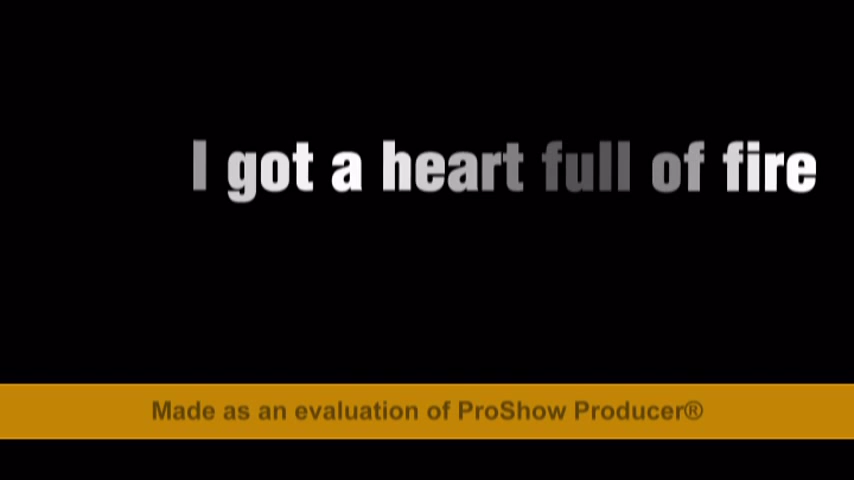 I got a heart full of fire
Made as an evaluation of ProShow Producer®